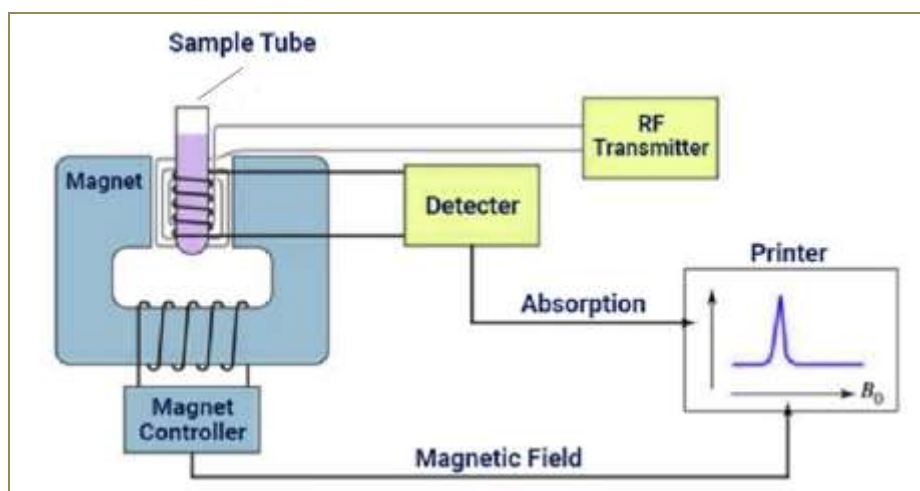 Sample Tube
RF
Transmitter
Magnet
Detecter
Printer
Absorption
B₀
Magnet
Controller
Magnetic Field